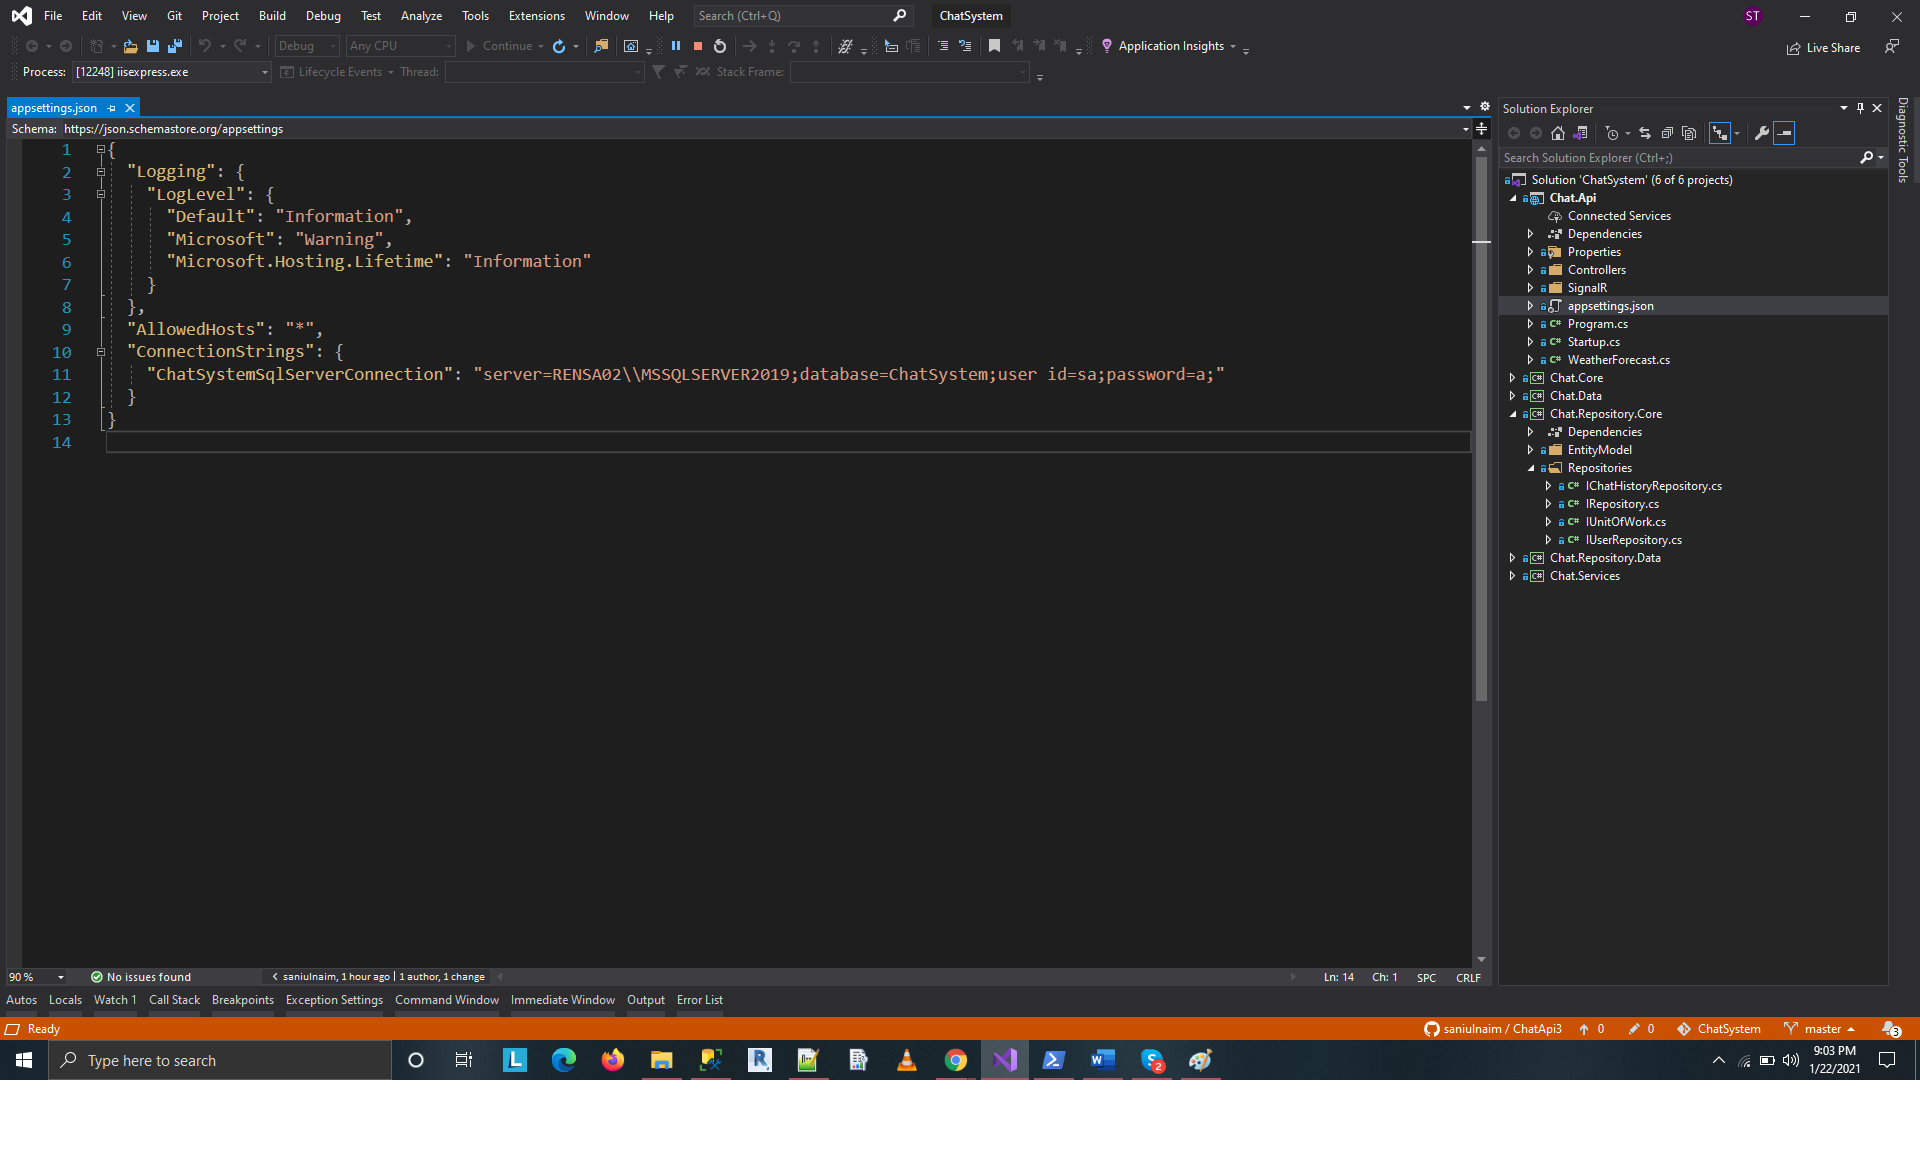 File Edit View Git Project Build Debug Test Analyze Tools Extensions Window Help Search (Ctrl+Q) ChatSystem ST
Debug Any CPU Continue Application Insights Live Share
Process: [12248] iisexpress.exe Lifecycle Events Thread: Stack Frame:
appsettings.json
Schema: https://json.schemastore.org/appsettings
1 {
2 "Logging": {
3 "LogLevel": {
4 "Default": "Information",
5 "Microsoft": "Warning",
6 "Microsoft.Hosting.Lifetime": "Information"
7 }
8 },
9 "AllowedHosts": "*",
10 "ConnectionStrings": {
11 "ChatSystemSqlServerConnection": "server=RENSA02\\MSSQLSERVER2019;database=ChatSystem;user id=sa;password=a;"
12 }
13 }
14
Solution Explorer
Search Solution Explorer (Ctrl+;)
Solution 'ChatSystem' (6 of 6 projects)
Chat.Api
Connected Services
Dependencies
Properties
Controllers
SignalR
appsettings.json
C# Program.cs
C# Startup.cs
C# WeatherForecast.cs
C# Chat.Core
C# Chat.Data
C# Chat.Repository.Core
Dependencies
EntityModel
Repositories
C# IChatHistoryRepository.cs
C# IRepository.cs
C# IUnitOfWork.cs
C# IUserRepository.cs
C# Chat.Repository.Data
C# Chat.Services
Diagnostic Tools
90 % No issues found saniulnaim, 1 hour ago | 1 author, 1 change Ln: 14 Ch: 1 SPC CRLF
Autos Locals Watch 1 Call Stack Breakpoints Exception Settings Command Window Immediate Window Output Error List
Ready saniulnaim / ChatApi3 0 0 ChatSystem master 3
Type here to search L R W S 2 9:03 PM
1/22/2021